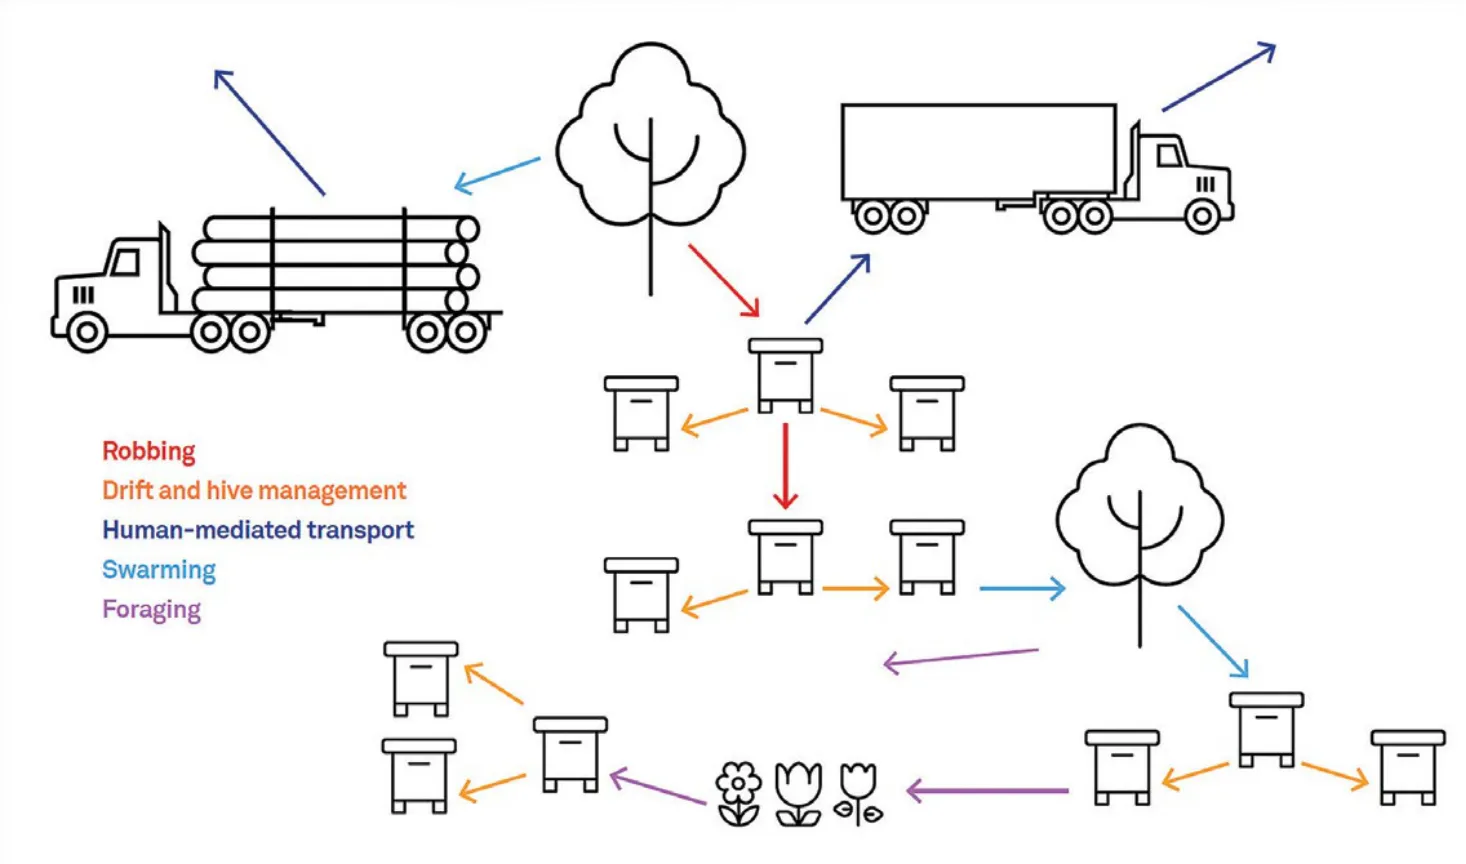 Robbing
Drift and hive management
Human-mediated transport
Swarming
Foraging